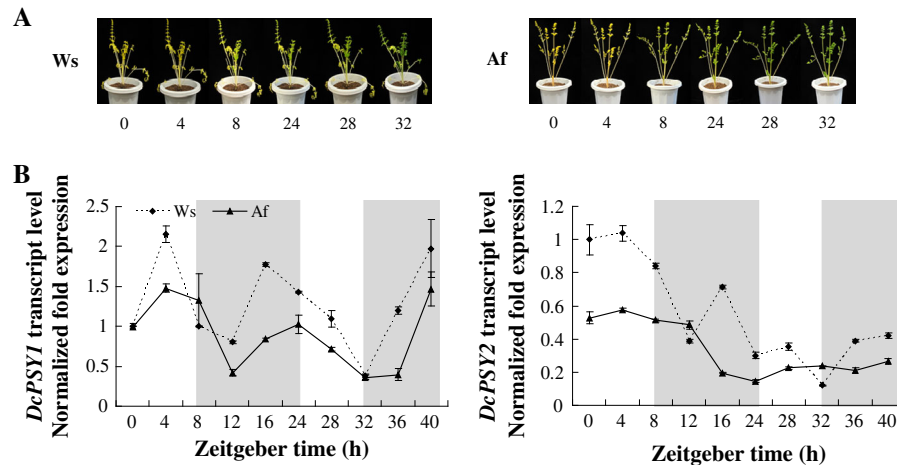 A
Ws
0 4 8 24 28 32
Af
0 4 8 24 28 32
B
DcPSY1 transcript level
Normalized fold expression
2.5
2
1.5
1
0.5
0
Ws Af
0 4 8 12 16 24 28 32 36 40
Zeitgeber time (h)
DcPSY2 transcript level
Normalized fold expression
1.2
1
0.8
0.6
0.4
0.2
0
0 4 8 12 16 24 28 32 36 40
Zeitgeber time (h)